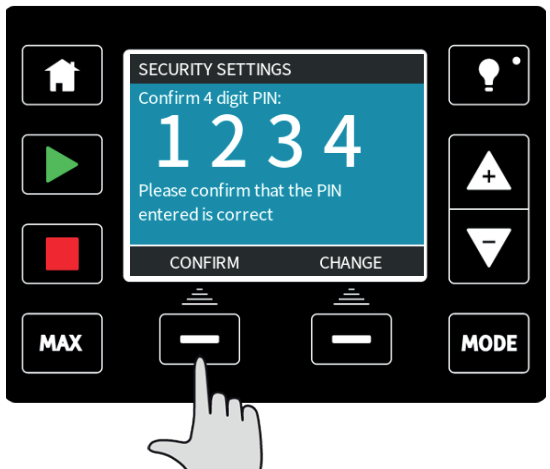 SECURITY SETTINGS
Confirm 4 digit PIN:
1 2 3 4
Please confirm that the PIN
entered is correct
CONFIRM CHANGE
MAX
MODE